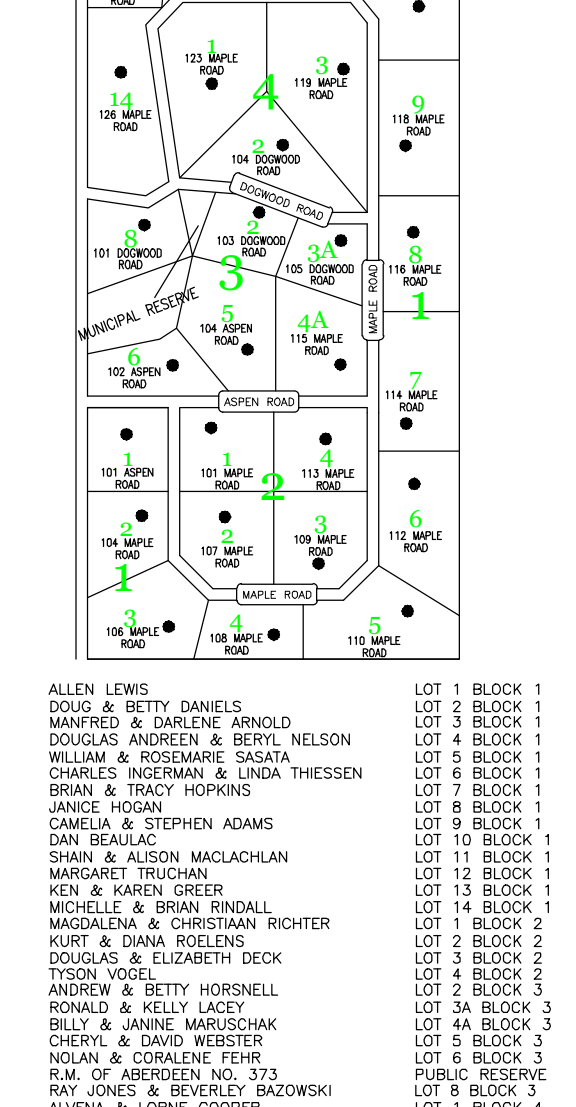 ROAD
1
123 MAPLE
ROAD
3
119 MAPLE
ROAD
4
14
126 MAPLE
ROAD
9
118 MAPLE
ROAD
2
104 DOGWOOD
ROAD
DOGWOOD ROAD
8
101 DOGWOOD
ROAD
2
103 DOGWOOD
ROAD
3A
105 DOGWOOD
ROAD
8
116 MAPLE
ROAD
3
MAPLE ROAD
1
MUNICIPAL RESERVE
5
104 ASPEN
ROAD
4A
115 MAPLE
ROAD
6
102 ASPEN
ROAD
7
114 MAPLE
ROAD
ASPEN ROAD
1
101 ASPEN
ROAD
1
101 MAPLE
ROAD
4
113 MAPLE
ROAD
2
2
104 MAPLE
ROAD
2
107 MAPLE
ROAD
3
109 MAPLE
ROAD
6
112 MAPLE
ROAD
1
MAPLE ROAD
3
106 MAPLE
ROAD
4
108 MAPLE
ROAD
5
110 MAPLE
ROAD
ALLEN LEWIS LOT 1 BLOCK 1
DOUG & BETTY DANIELS LOT 2 BLOCK 1
MANFRED & DARLENE ARNOLD LOT 3 BLOCK 1
DOUGLAS ANDREEN & BERYL NELSON LOT 4 BLOCK 1
WILLIAM & ROSEMARIE SASATA LOT 5 BLOCK 1
CHARLES INGERMAN & LINDA THIESSEN LOT 6 BLOCK 1
BRIAN & TRACY HOPKINS LOT 7 BLOCK 1
JANICE HOGAN LOT 8 BLOCK 1
CAMELIA & STEPHEN ADAMS LOT 9 BLOCK 1
DAN BEAULAC LOT 10 BLOCK 1
SHAIN & ALISON MACLACHLAN LOT 11 BLOCK 1
MARGARET TRUCHAN LOT 12 BLOCK 1
KEN & KAREN GREER LOT 13 BLOCK 1
MICHELLE & BRIAN RINDALL LOT 14 BLOCK 1
MAGDALENA & CHRISTIAAN RICHTER LOT 1 BLOCK 2
KURT & DIANA ROELENS LOT 2 BLOCK 2
DOUGLAS & ELIZABETH DECK LOT 3 BLOCK 2
TYSON VOGEL LOT 4 BLOCK 2
ANDREW & BETTY HORSNELL LOT 2 BLOCK 3
RONALD & KELLY LACEY LOT 3A BLOCK 3
BILLY & JANINE MARUSCHAK LOT 4A BLOCK 3
CHERYL & DAVID WEBSTER LOT 5 BLOCK 3
NOLAN & CORALENE FEHR LOT 6 BLOCK 3
R.M. OF ABERDEEN NO. 373 PUBLIC RESERVE
RAY JONES & BEVERLEY BAZOWSKI LOT 8 BLOCK 3
ALVENA & LORNE COOPER LOT 1 BLOCK 4